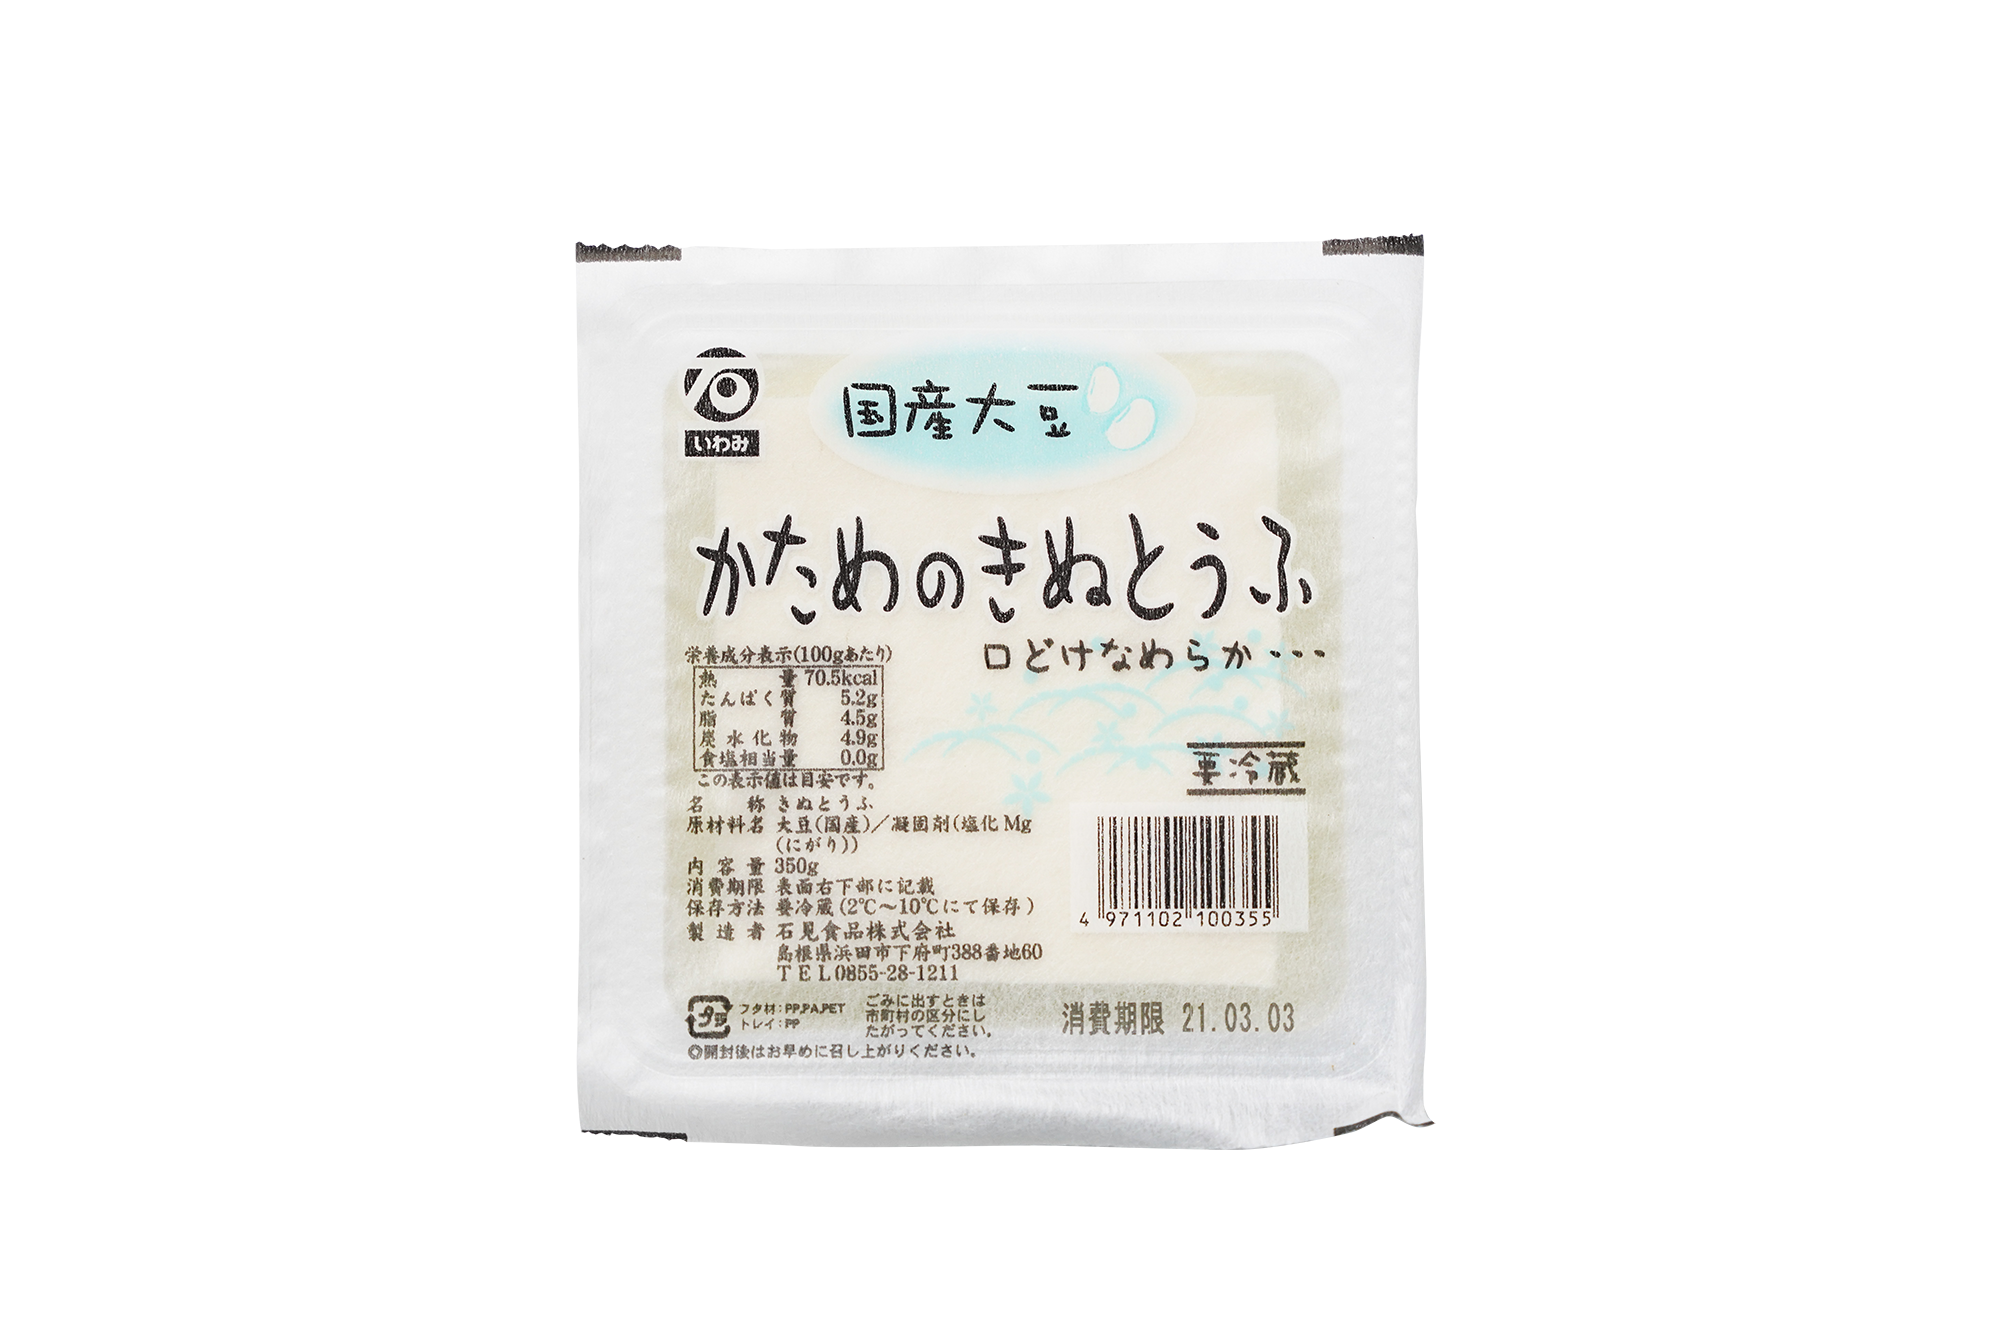 いわみ
国産大豆
かためのきぬとうふ
口どけなめらか・・・
栄養成分表示(100gあたり)
熱量 70.5kcal
たんぱく質 5.2g
脂質 4.5g
炭水化物 4.9g
食塩相当量 0.0g
この表示値は目安です。
名称 きぬとうふ
原材料名 大豆(国産)/凝固剤(塩化Mg
(にがり))
内容量 350g
消費期限 表面右下部に記載
保存方法 要冷蔵(2℃~10℃にて保存)
製造者 石見食品株式会社
島根県浜田市下府町388番地60
TEL0855-28-1211
要冷蔵
4 971102 100355
プラ
フタ材:PP,PA,PET
トレイ:PP
ごみに出すときは
市町村の区分にし
たがってください。
◎開封後はお早めに召し上がりください。
消費期限 21.03.03